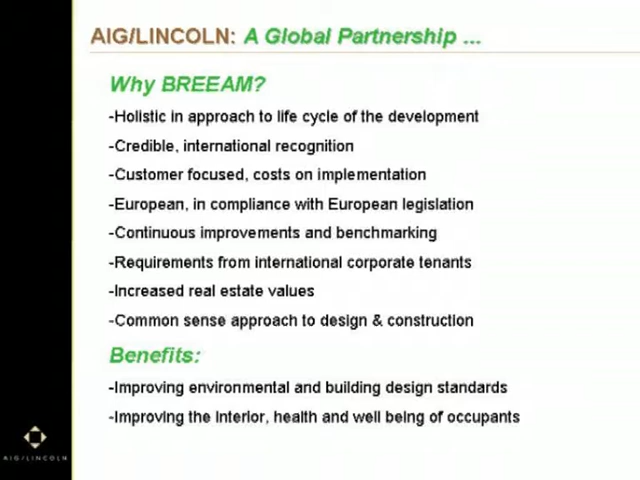 AIG/LINCOLN: A Global Partnership ...
Why BREEAM?
-Holistic in approach to life cycle of the development
-Credible, international recognition
-Customer focused, costs on implementation
-European, in compliance with European legislation
-Continuous improvements and benchmarking
-Requirements from international corporate tenants
-Increased real estate values
-Common sense approach to design & construction
Benefits:
-Improving environmental and building design standards
-Improving the interior, health and well being of occupants
AIG/LINCOLN